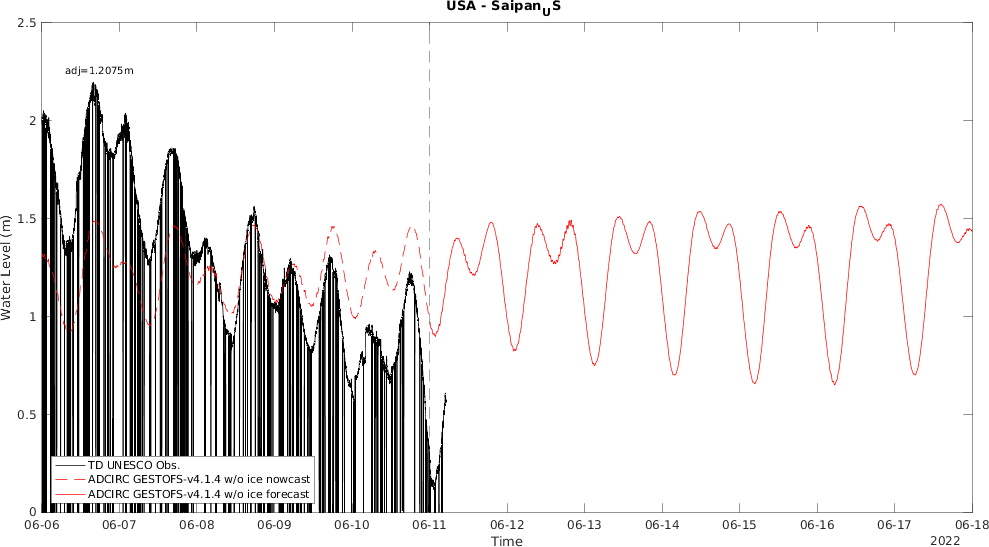 USA - Saipan_US
2.5
adj=1.2075m
2
1.5
Water Level (m)
1
0.5
TD UNESCO Obs.
ADCIRC GESTOFS-v4.1.4 w/o ice nowcast
ADCIRC GESTOFS-v4.1.4 w/o ice forecast
0
06-06 06-07 06-08 06-09 06-10 06-11 06-12 06-13 06-14 06-15 06-16 06-17 06-18
Time
2022